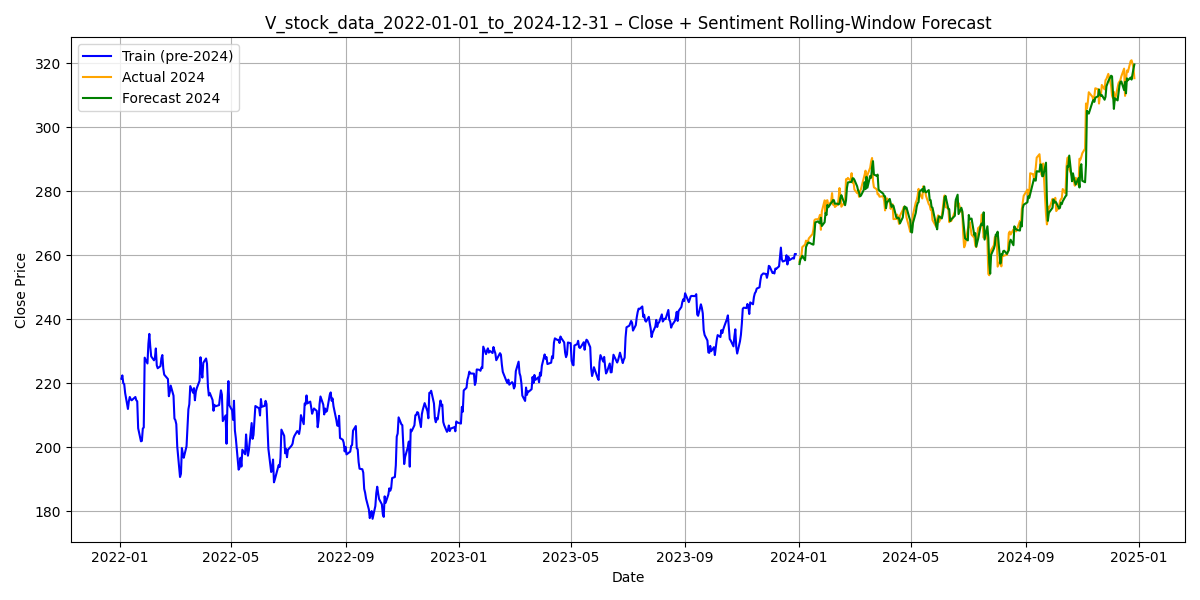 V_stock_data_2022-01-01_to_2024-12-31 – Close + Sentiment Rolling-Window Forecast
Train (pre-2024)
Actual 2024
Forecast 2024
Close Price
320
300
280
260
240
220
200
180
2022-01 2022-05 2022-09 2023-01 2023-05 2023-09 2024-01 2024-05 2024-09 2025-01
Date